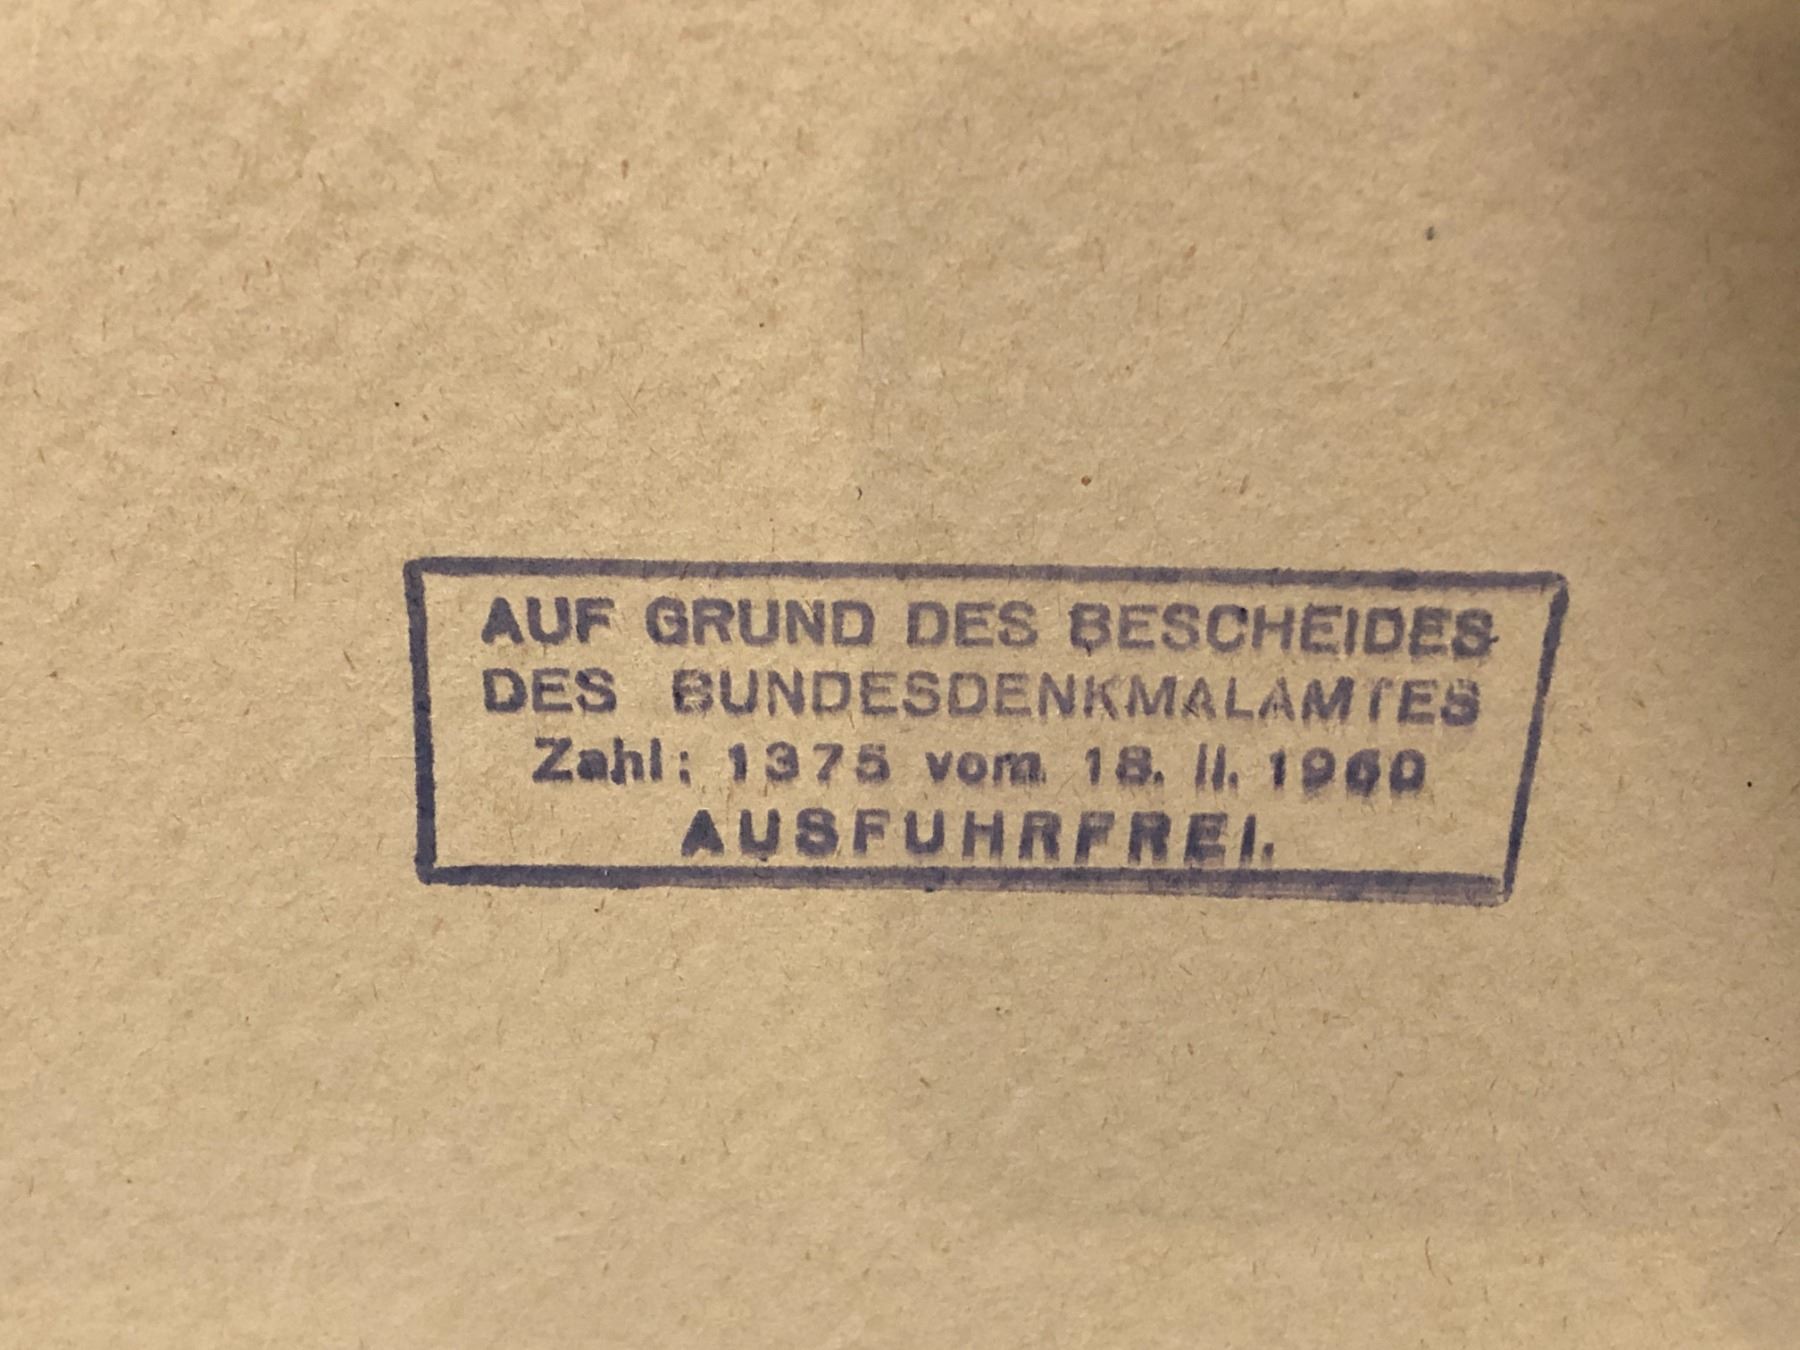 AUF GRUND DES BESCHEIDES
DES BUNDESDENKMALAMTES
Zahl: 1375 vom 18. II. 1960
AUSFUHRFREI.